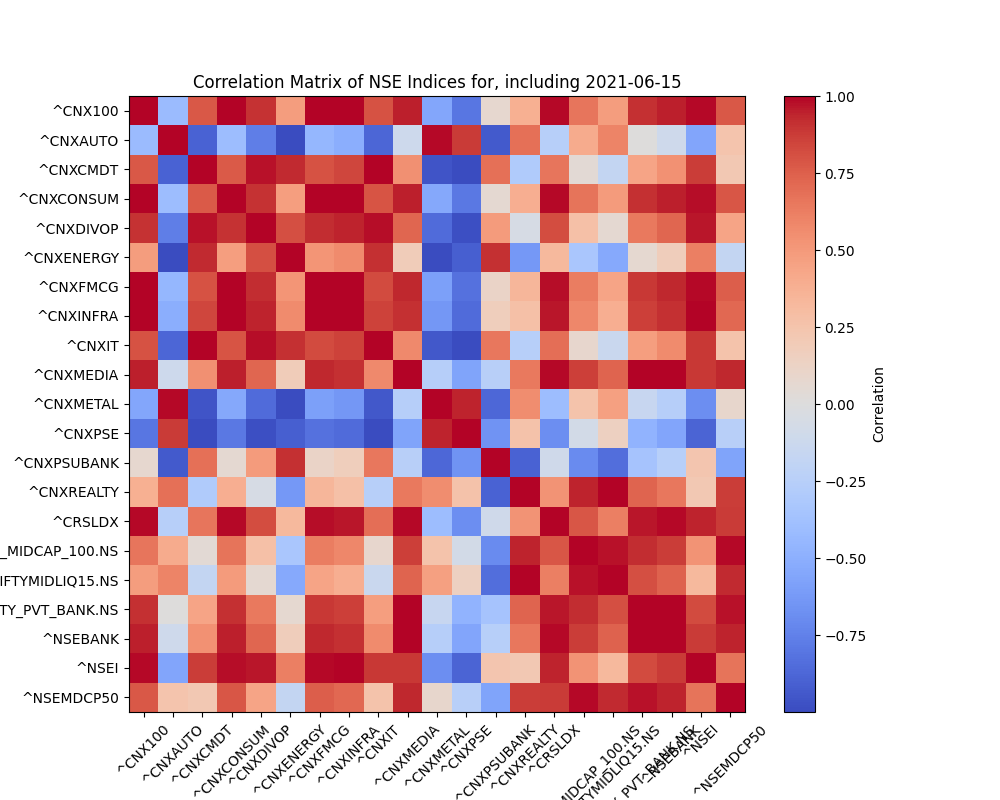 Correlation Matrix of NSE Indices for, including 2021-06-15
^CNX100
^CNXAUTO
^CNXCMDT
^CNXCONSUM
^CNXDIVOP
^CNXENERGY
^CNXFMCG
^CNXINFRA
^CNXIT
^CNXMEDIA
^CNXMETAL
^CNXPSE
^CNXPSUBANK
^CNXREALTY
^CRSLDX
_MIDCAP_100.NS
IFTYMIDLIQ15.NS
TY_PVT_BANK.NS
^NSEBANK
^NSEI
^NSEMDCP50
^CNX100
^CNXAUTO
^CNXCMDT
^CNXCONSUM
^CNXDIVOP
^CNXENERGY
^CNXFMCG
^CNXINFRA
^CNXIT
^CNXMEDIA
^CNXMETAL
^CNXPSE
^CNXPSUBANK
^CNXREALTY
^CRSLDX
MIDCAP_100.NS
TYMIDLIQ15.NS
_PVT_BANK.NS
^NSEBANK
^NSEI
^NSEMDCP50
1.00
0.75
0.50
0.25
0.00
−0.25
−0.50
−0.75
Correlation